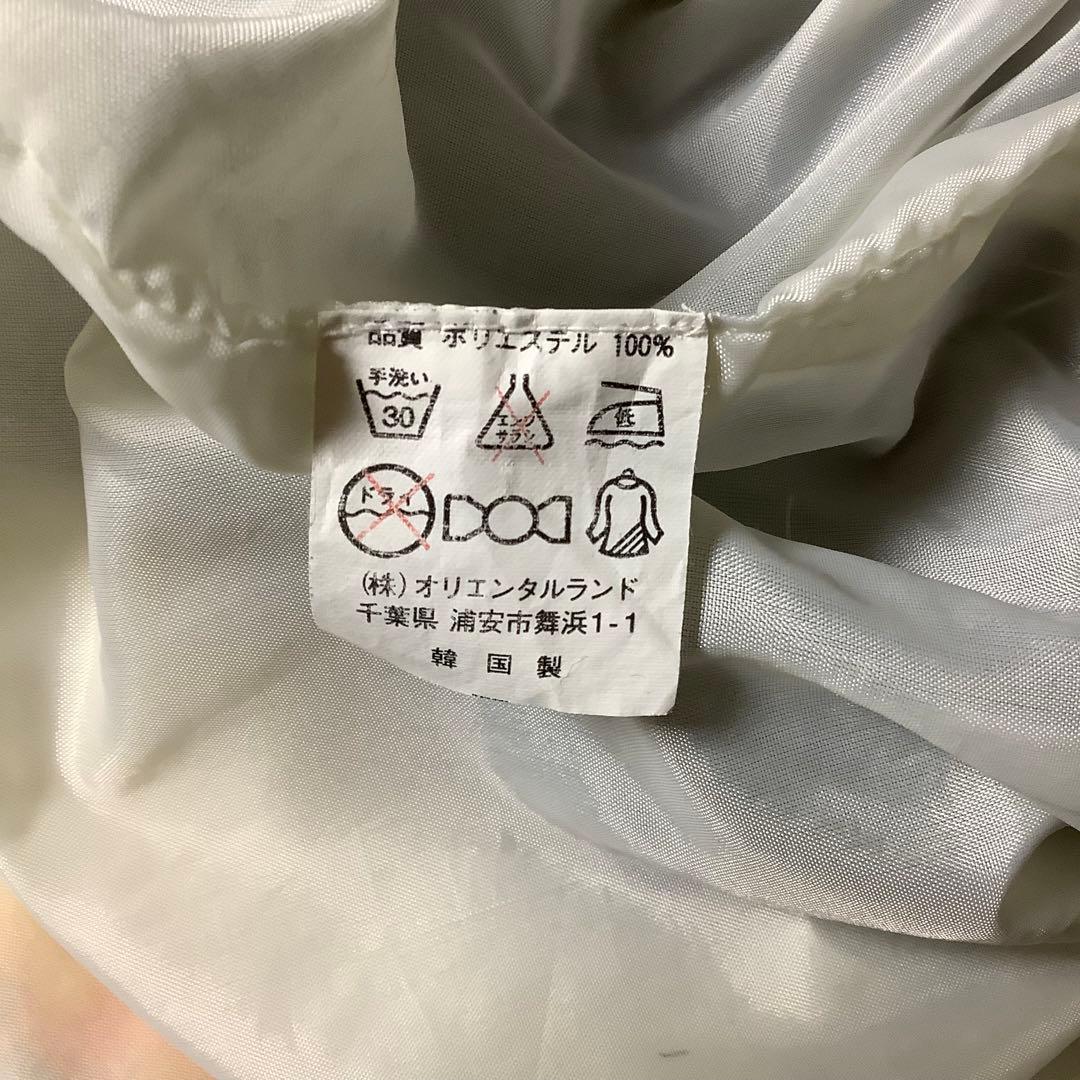 品質 ポリエステル 100%
手洗い
30
エンソ
サラシ
低
ドライ
(株)オリエンタルランド
千葉県 浦安市舞浜1-1
韓国製